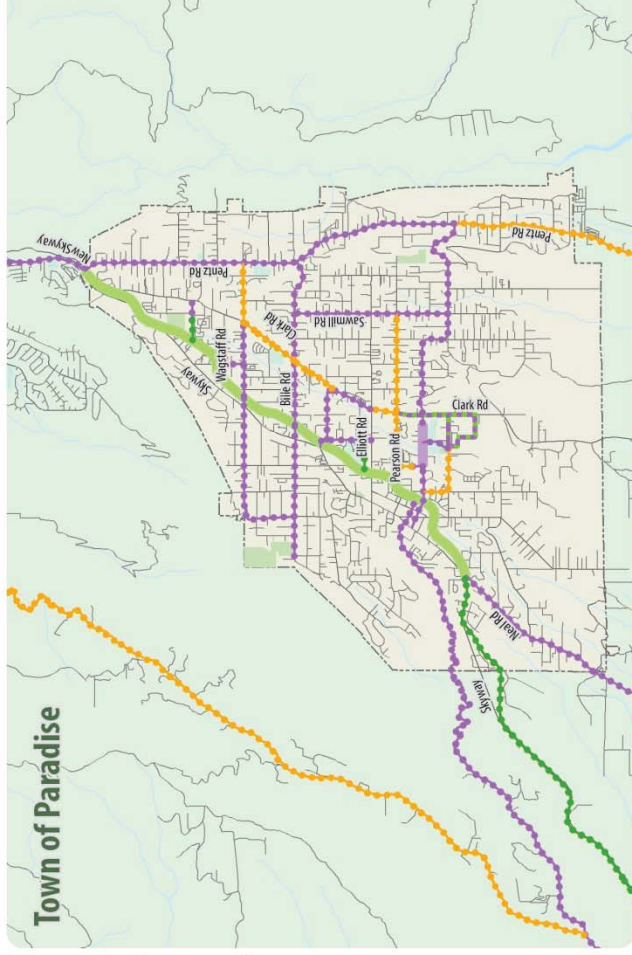 Town of Paradise
New Skyway
Pentz Rd
Skyway
Wagstaff Rd
Clark Rd
Bille Rd
Sawmill Rd
Pentz Rd
Elliott Rd
Pearson Rd
Clark Rd
Neal Rd
Skyway